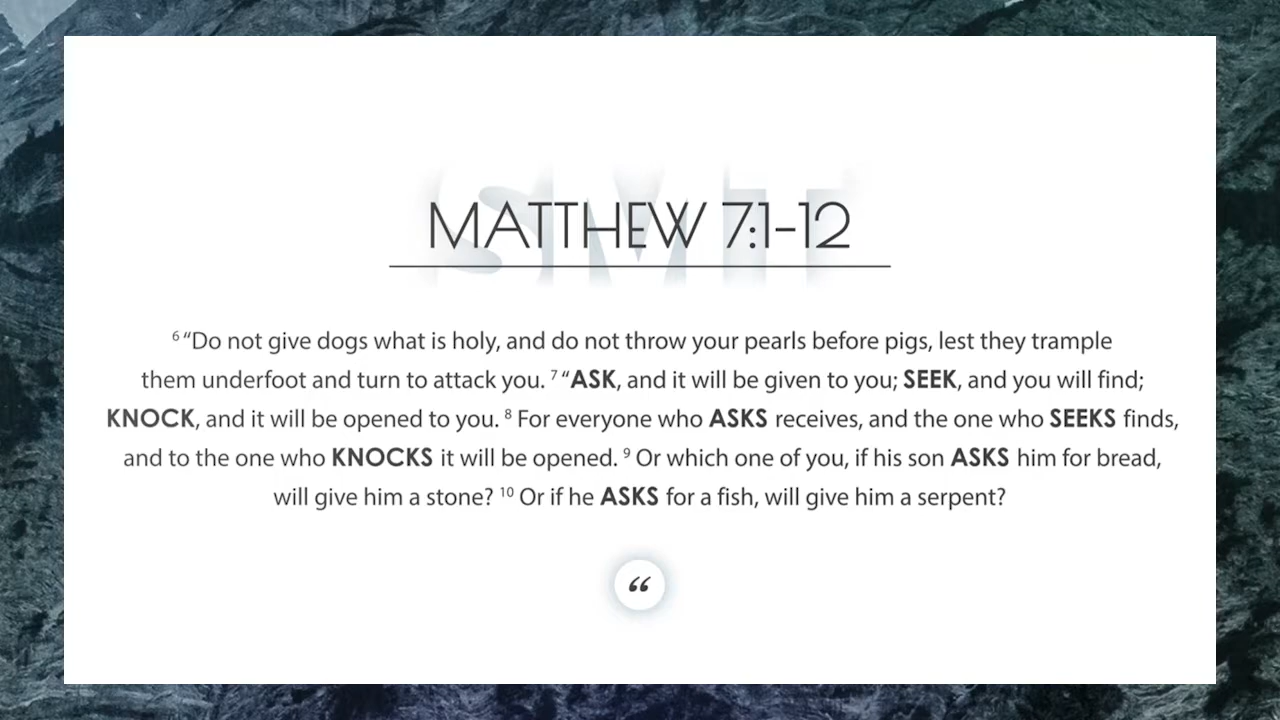 SMT
MATTHEW 7:1-12
6 “Do not give dogs what is holy, and do not throw your pearls before pigs, lest they trample
them underfoot and turn to attack you. 7 “ASK, and it will be given to you; SEEK, and you will find;
KNOCK, and it will be opened to you. 8 For everyone who ASKS receives, and the one who SEEKS finds,
and to the one who KNOCKS it will be opened. 9 Or which one of you, if his son ASKS him for bread,
will give him a stone? 10 Or if he ASKS for a fish, will give him a serpent?
“